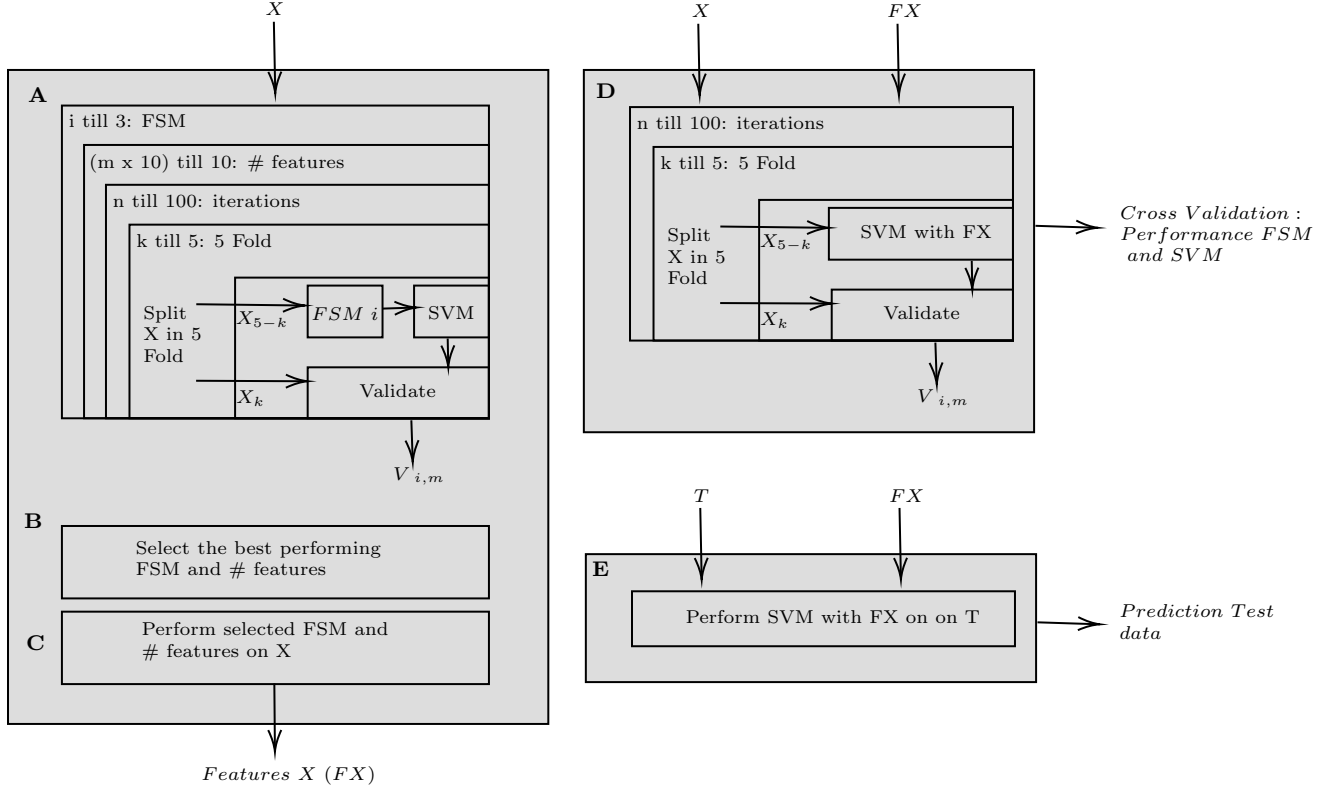 X
A
i till 3: FSM
(m x 10) till 10: # features
n till 100: iterations
k till 5: 5 Fold
Split
X in 5
Fold
X5−k
FSM i
SVM
Xk
Validate
V i,m
B
Select the best performing
FSM and # features
C
Perform selected FSM and
# features on X
Features X (FX)
X
FX
D
n till 100: iterations
k till 5: 5 Fold
Split
X in 5
Fold
X5−k
SVM with FX
Xk
Validate
V i,m
Cross Validation :
Performance FSM
and SVM
T
FX
E
Perform SVM with FX on on T
Prediction Test
data